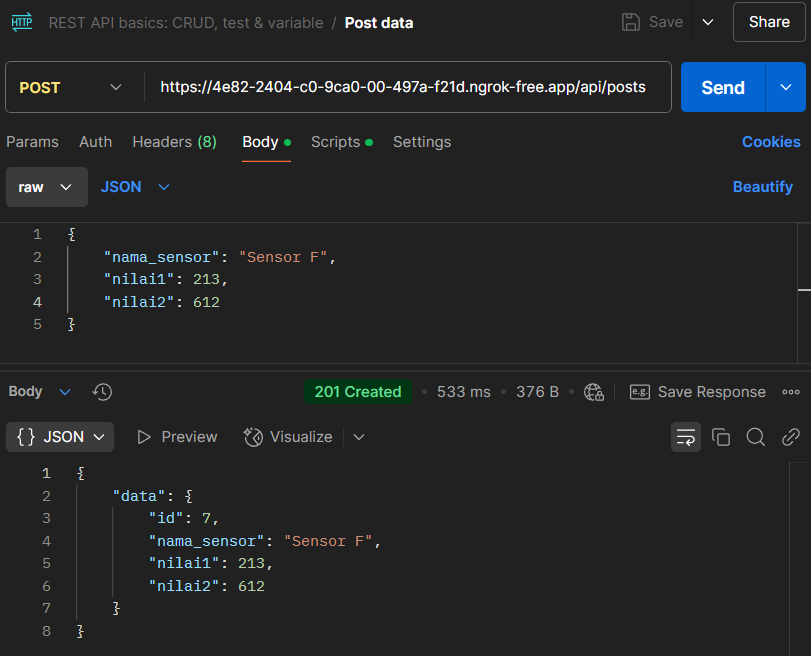 HTTP REST API basics: CRUD, test & variable / Post data Save Share
POST https://4e82-2404-c0-9ca0-00-497a-f21d.ngrok-free.app/api/posts Send
Params Auth Headers (8) Body Scripts Settings Cookies
raw JSON Beautify
1 {
2 "nama_sensor": "Sensor F",
3 "nilai1": 213,
4 "nilai2": 612
5 }
Body 201 Created • 533 ms • 376 B • e.g. Save Response
{} JSON Preview Visualize
1 {
2 "data": {
3 "id": 7,
4 "nama_sensor": "Sensor F",
5 "nilai1": 213,
6 "nilai2": 612
7 }
8 }